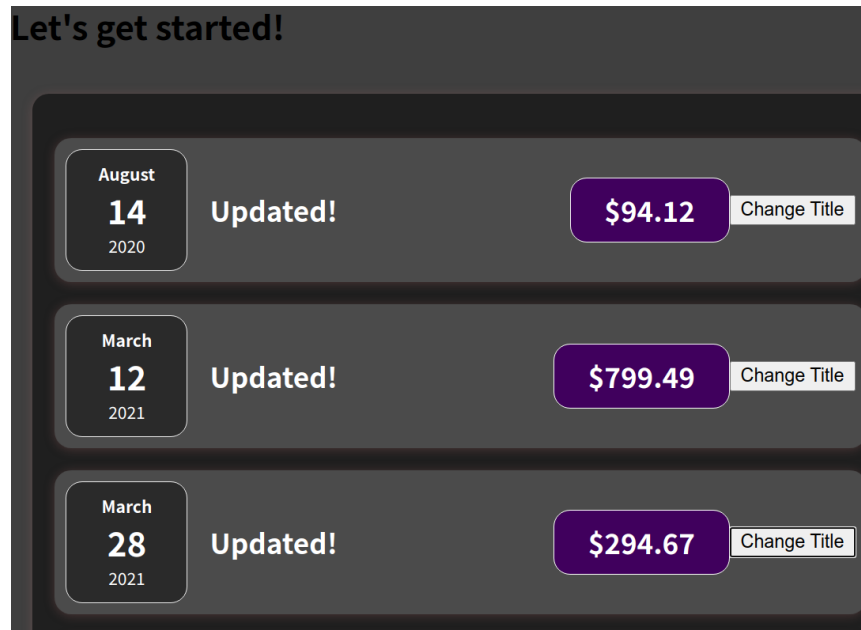 Let's get started!
August
14
2020
Updated!
$94.12
Change Title
March
12
2021
Updated!
$799.49
Change Title
March
28
2021
Updated!
$294.67
Change Title